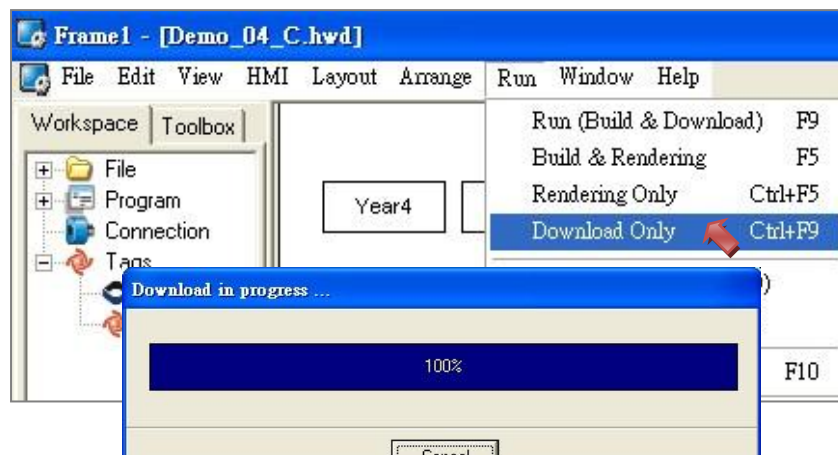 Frame1 - [Demo_04_C.hwd]
File Edit View HMI Layout Arrange Run Window Help
Workspace Toolbox
File
Program
Connection
Tags
Year4
Run (Build & Download) F9
Build & Rendering F5
Rendering Only Ctrl+F5
Download Only Ctrl+F9
)
F10
Download in progress ...
100%
Cancel